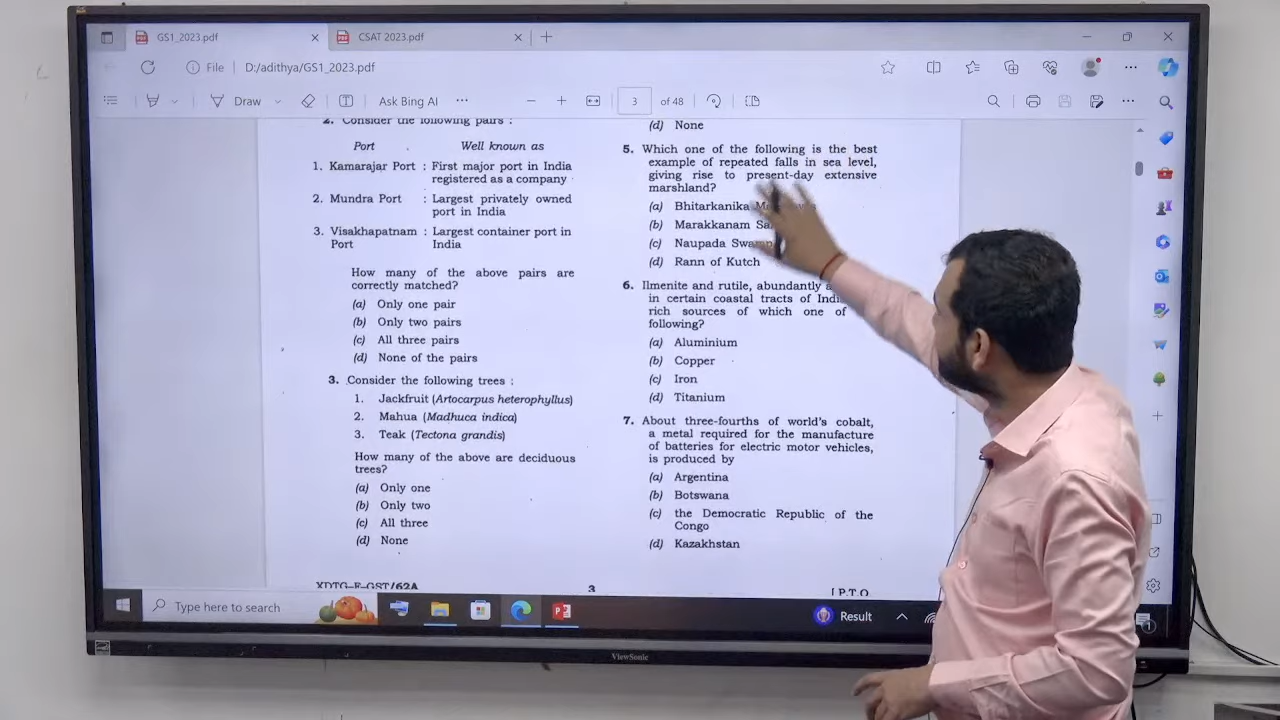 GS1_2023.pdf
CSAT 2023.pdf
File
D:/adithya/GS1_2023.pdf
Draw
Ask Bing AI
3
of 48
2. Consider the following pairs :
Port
Well known as
1. Kamarajar Port : First major port in India
registered as a company
2. Mundra Port : Largest privately owned
port in India
3. Visakhapatnam : Largest container port in
Port India
How many of the above pairs are
correctly matched?
(a) Only one pair
(b) Only two pairs
(c) All three pairs
(d) None of the pairs
3. Consider the following trees :
1. Jackfruit (Artocarpus heterophyllus)
2. Mahua (Madhuca indica)
3. Teak (Tectona grandis)
How many of the above are deciduous
trees?
(a) Only one
(b) Only two
(c) All three
(d) None
(d) None
5. Which one of the following is the best
example of repeated falls in sea level,
giving rise to present-day extensive
marshland?
(a) Bhitarkanika
(b) Marakkanam
(c) Naupada Swamp
(d) Rann of Kutch
6. Ilmenite and rutile, abundantly
in certain coastal tracts of
rich sources of which one of
following?
(a) Aluminium
(b) Copper
(c) Iron
(d) Titanium
7. About three-fourths of world's cobalt,
a metal required for the manufacture
of batteries for electric motor vehicles,
is produced by
(a) Argentina
(b) Botswana
(c) the Democratic Republic of the
Congo
(d) Kazakhstan
XDTG-F-GST/62A
3
[ P.T.O.
Type here to search
Result
1
ViewSonic